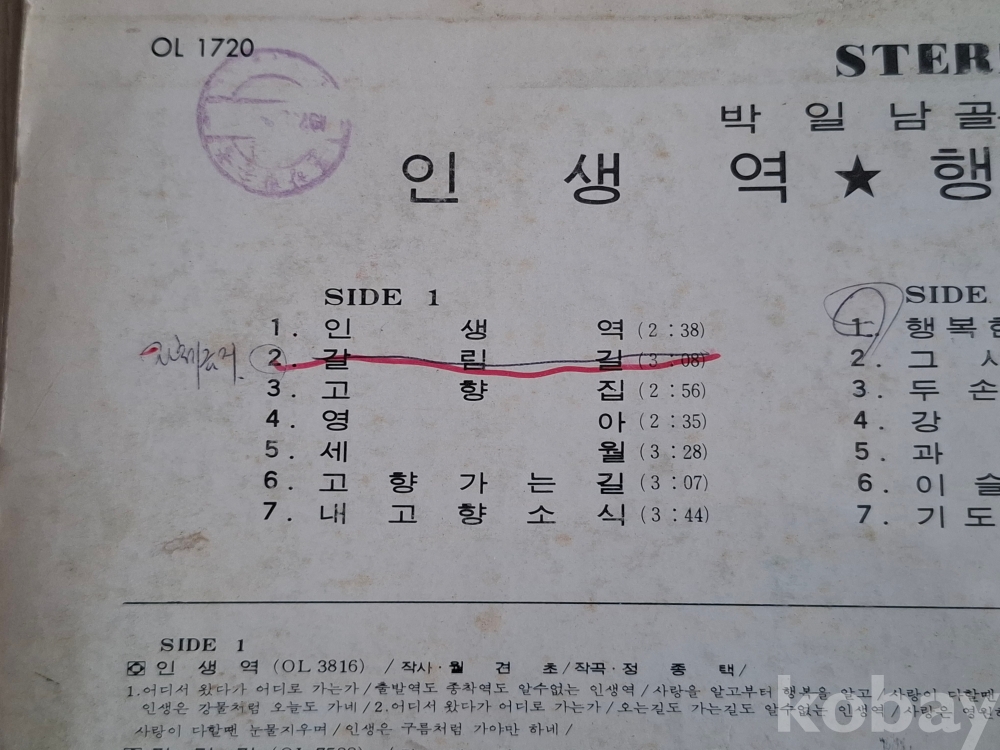 OL 1720
STER
박 일 남 골
인 생 역 ★ 행
SIDE 1
1. 인 생 역 (2 : 38)
2. 갈 림 길 (3 : 08)
3. 고 향 집 (2 : 56)
4. 영 아 (2 : 35)
5. 세 월 (3 : 28)
6. 고 향 가 는 길 (3 : 07)
7. 내 고 향 소 식 (3 : 44)
SIDE
1. 행 복
2. 그
3. 두 손
4. 강
5. 과
6. 이 슬
7. 기 도
SIDE 1
인 생 역 (OL 3816) /작사·월 견 초/작곡·정 종 택/
1.어디서 왔다가 어디로 가는가/출발역도 종착역도 알수없는 인생역/사랑을 알고부터 행복을 알고/사랑이 다할땐
인생은 강물처럼 오늘도 가네/2.어디서 왔다가 어디로 가는가/오는길도 가는길도 알수없는 인생역/사랑은 영원
사랑이 다할땐 눈물지우며/인생은 구름처럼 가야만 하네/
kobay